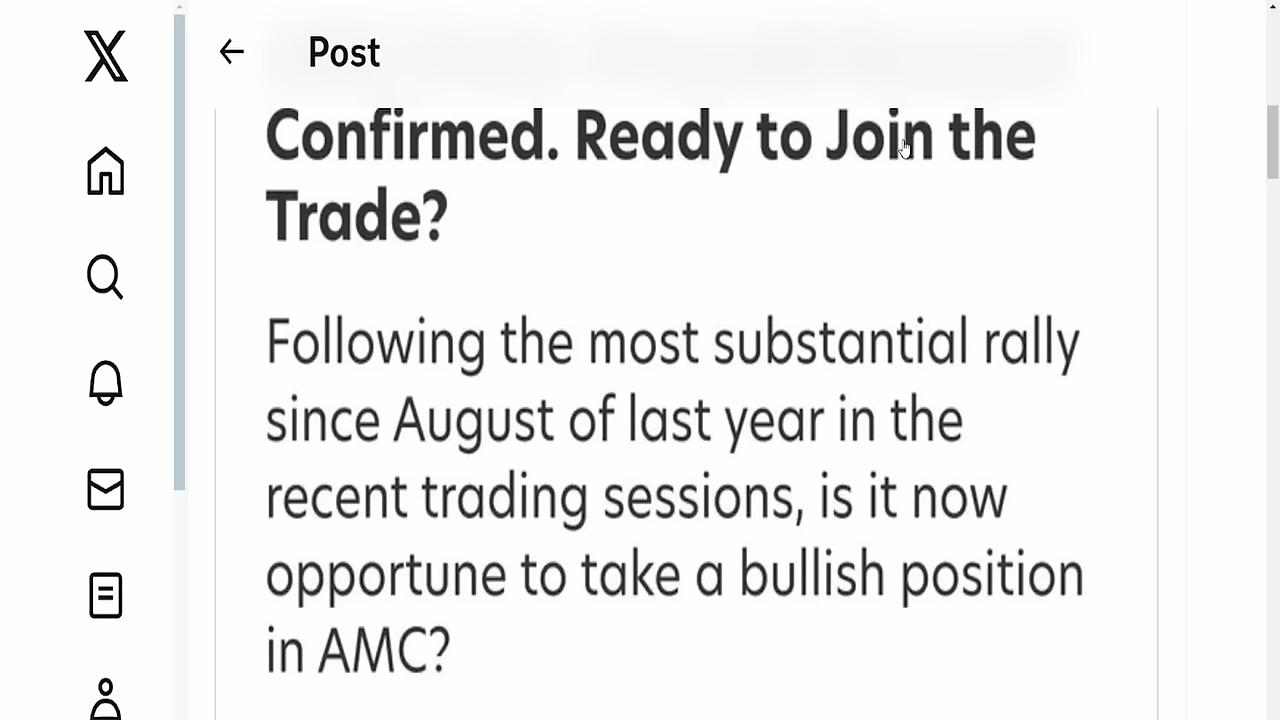 Post
Confirmed. Ready to Join the
Trade?
Following the most substantial rally
since August of last year in the
recent trading sessions, is it now
opportune to take a bullish position
in AMC?